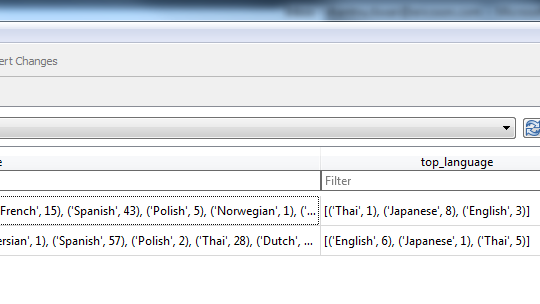 ert Changes
e top_language
Filter
French', 15), ('Spanish', 43), ('Polish', 5), ('Norwegian', 1), ('... [('Thai', 1), ('Japanese', 8), ('English', 3)]
ersian', 1), ('Spanish', 57), ('Polish', 2), ('Thai', 28), ('Dutch', ... [('English', 6), ('Japanese', 1), ('Thai', 5)]